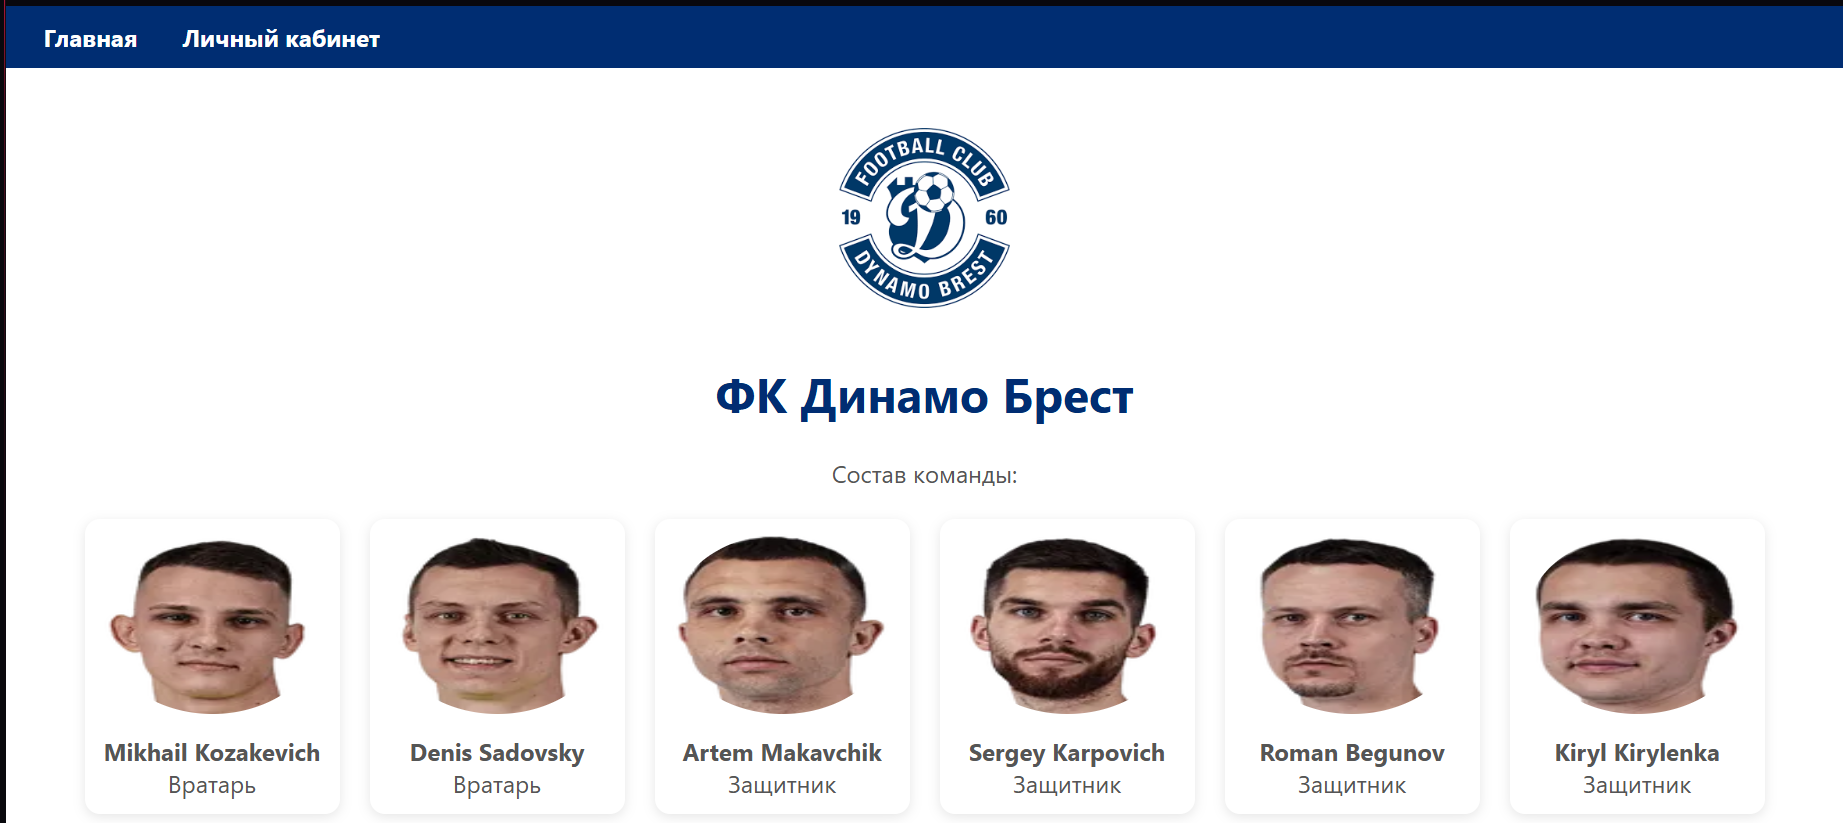 Главная Личный кабинет
FOOTBALL CLUB
19 60
DYNAMO BREST
ФК Динамо Брест
Состав команды:
Mikhail Kozakevich
Вратарь
Denis Sadovsky
Вратарь
Artem Makavchik
Защитник
Sergey Karpovich
Защитник
Roman Begunov
Защитник
Kiryl Kirylenka
Защитник